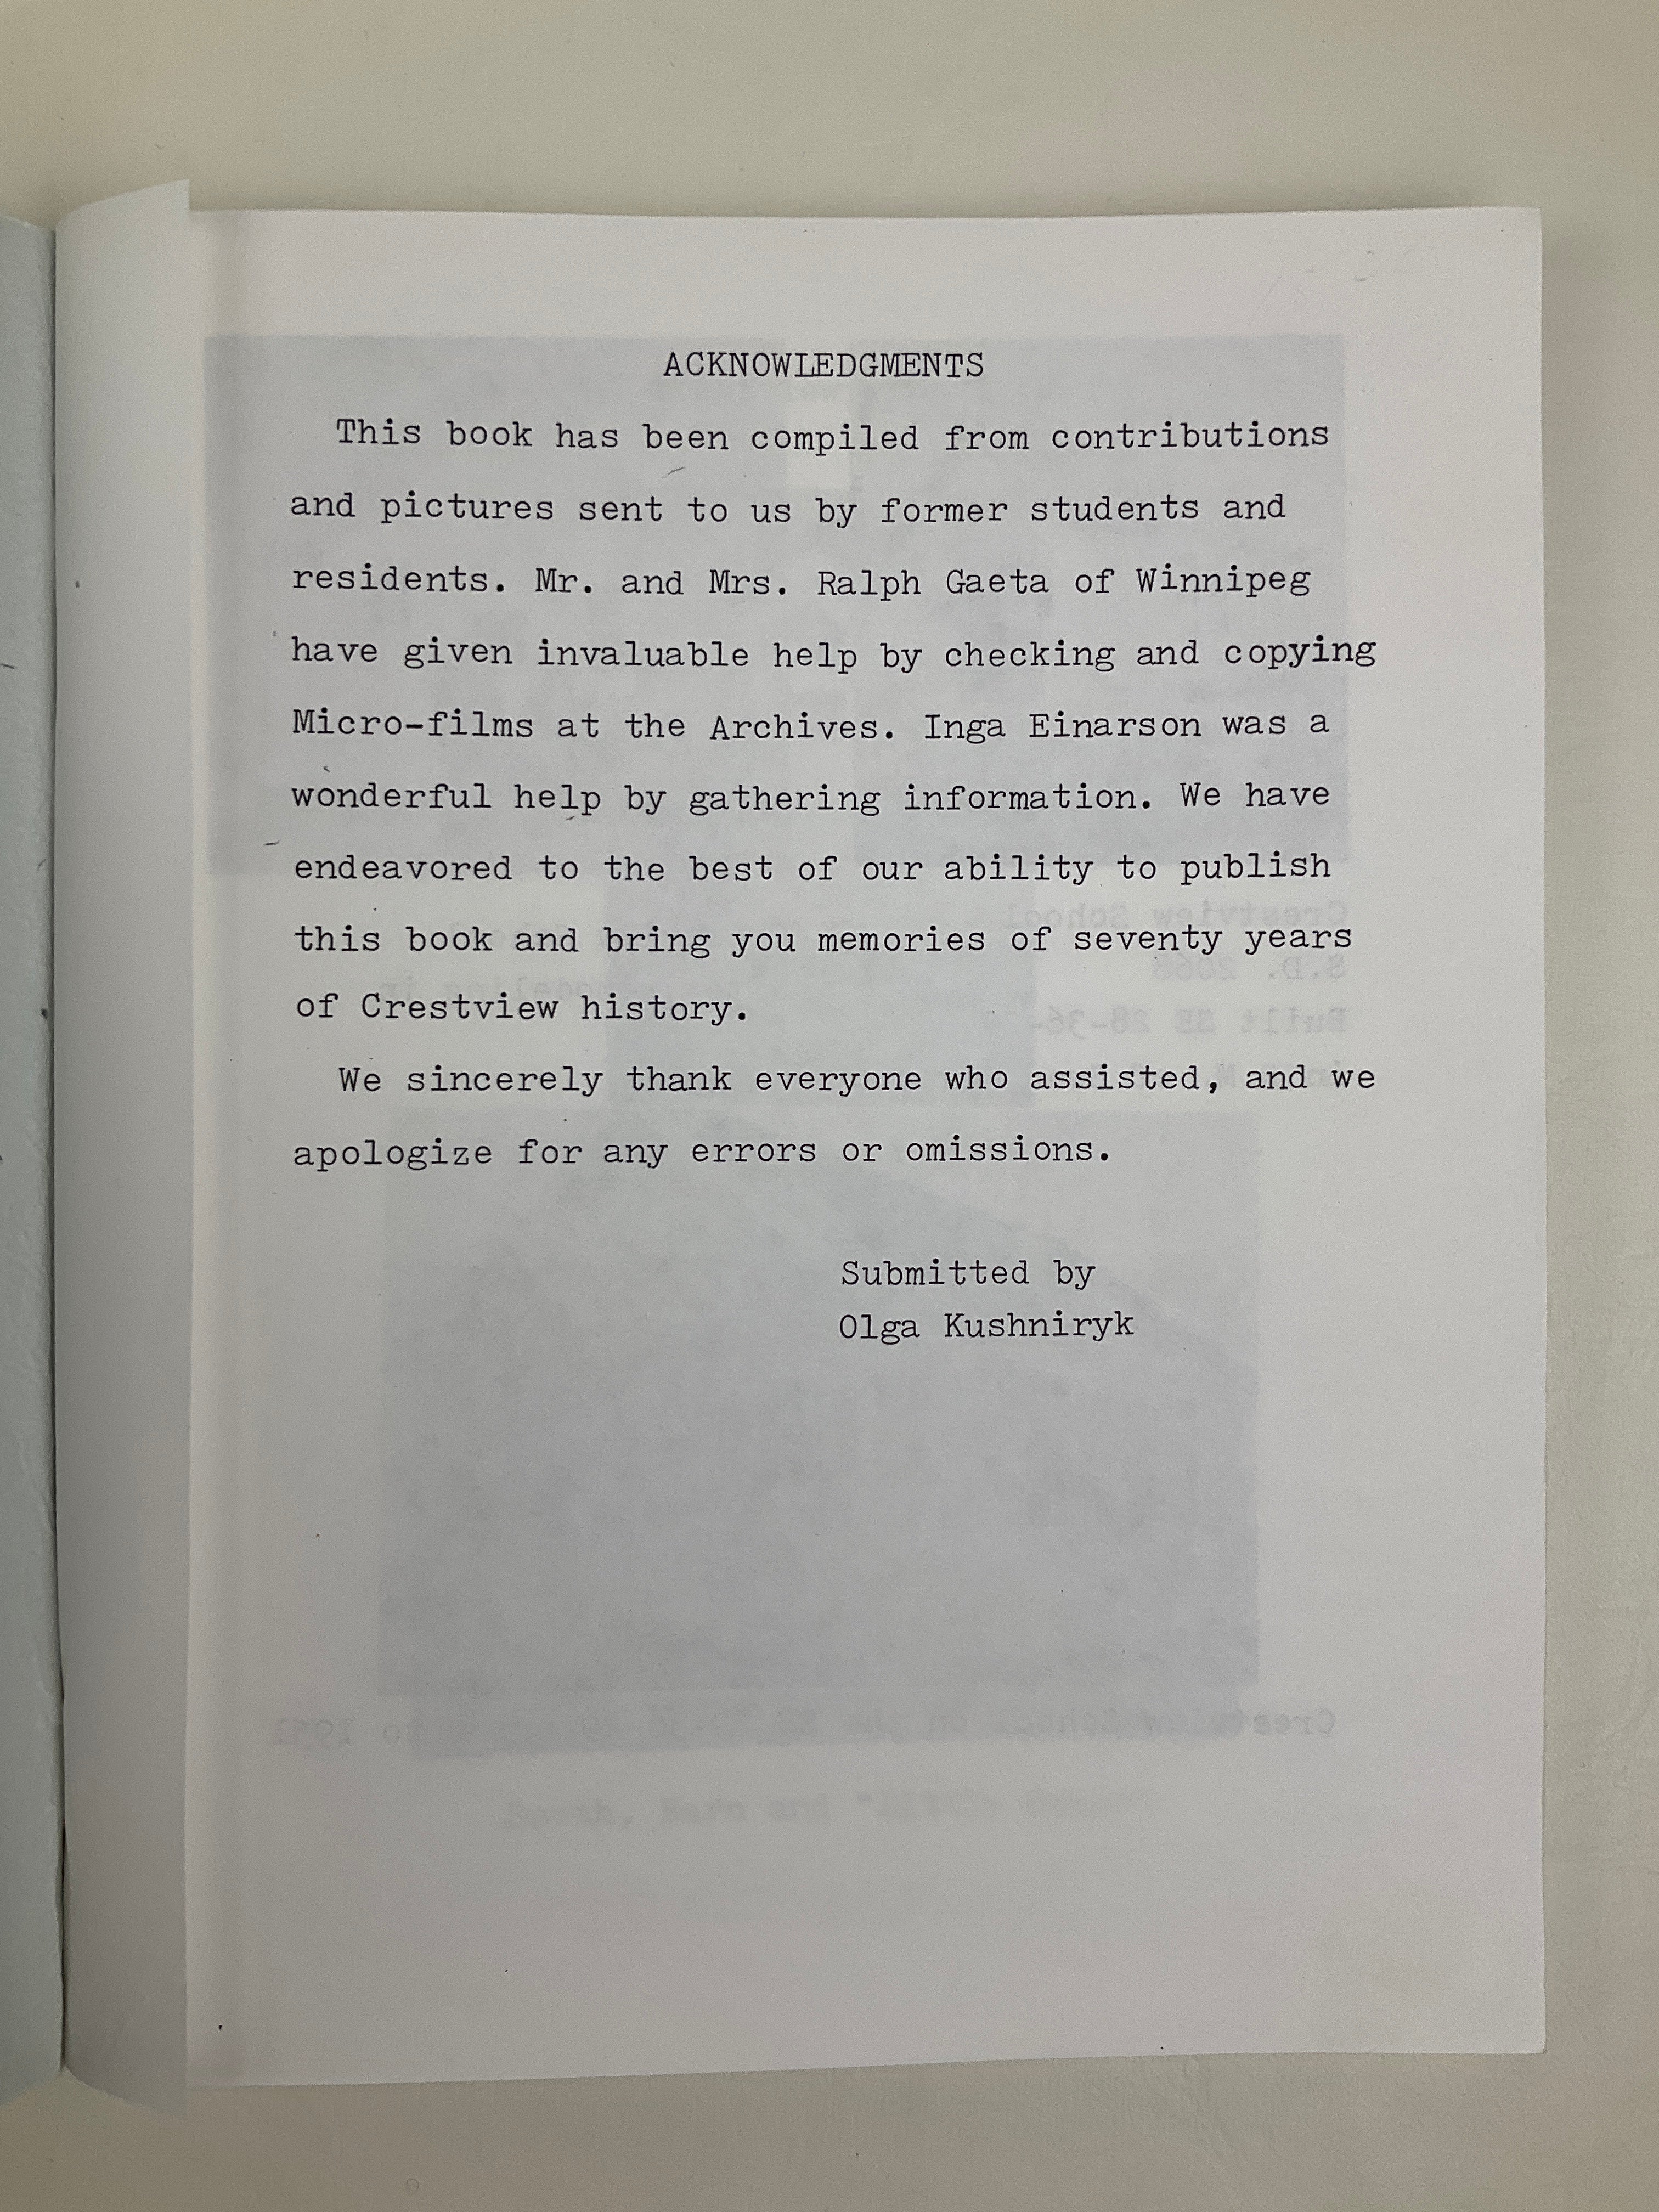 ACKNOWLEDGMENTS
This book has been compiled from contributions
and pictures sent to us by former students and
residents. Mr. and Mrs. Ralph Gaeta of Winnipeg
have given invaluable help by checking and copying
Micro-films at the Archives. Inga Einarson was a
wonderful help by gathering information. We have
endeavored to the best of our ability to publish
this book and bring you memories of seventy years
of Crestview history.
We sincerely thank everyone who assisted, and we
apologize for any errors or omissions.
Submitted by
Olga Kushniryk